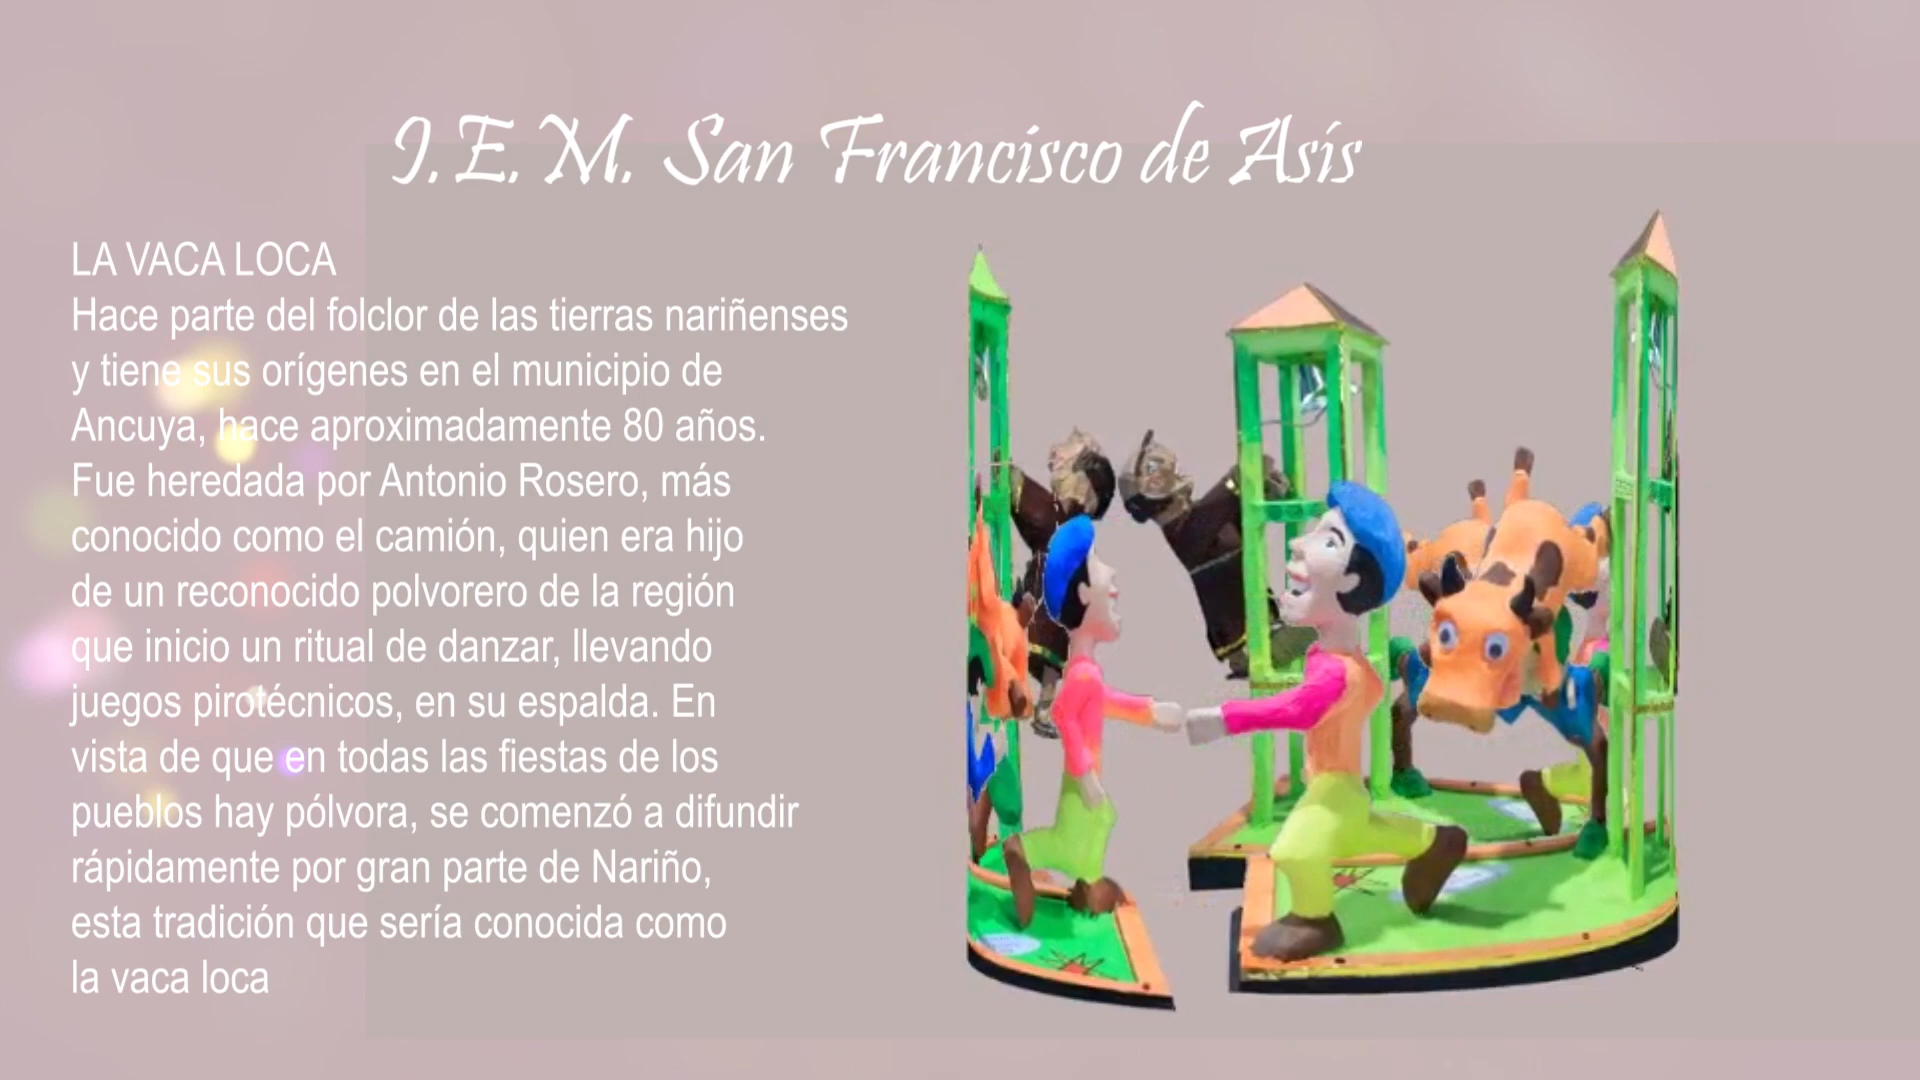 I. E. M. San Francisco de Asís
LA VACA LOCA
Hace parte del folclor de las tierras nariñenses
y tiene sus orígenes en el municipio de
Ancuya, hace aproximadamente 80 años.
Fue heredada por Antonio Rosero, más
conocido como el camión, quien era hijo
de un reconocido polvorero de la región
que inicio un ritual de danzar, llevando
juegos pirotécnicos, en su espalda. En
vista de que en todas las fiestas de los
pueblos hay pólvora, se comenzó a difundir
rápidamente por gran parte de Nariño,
esta tradición que sería conocida como
la vaca loca